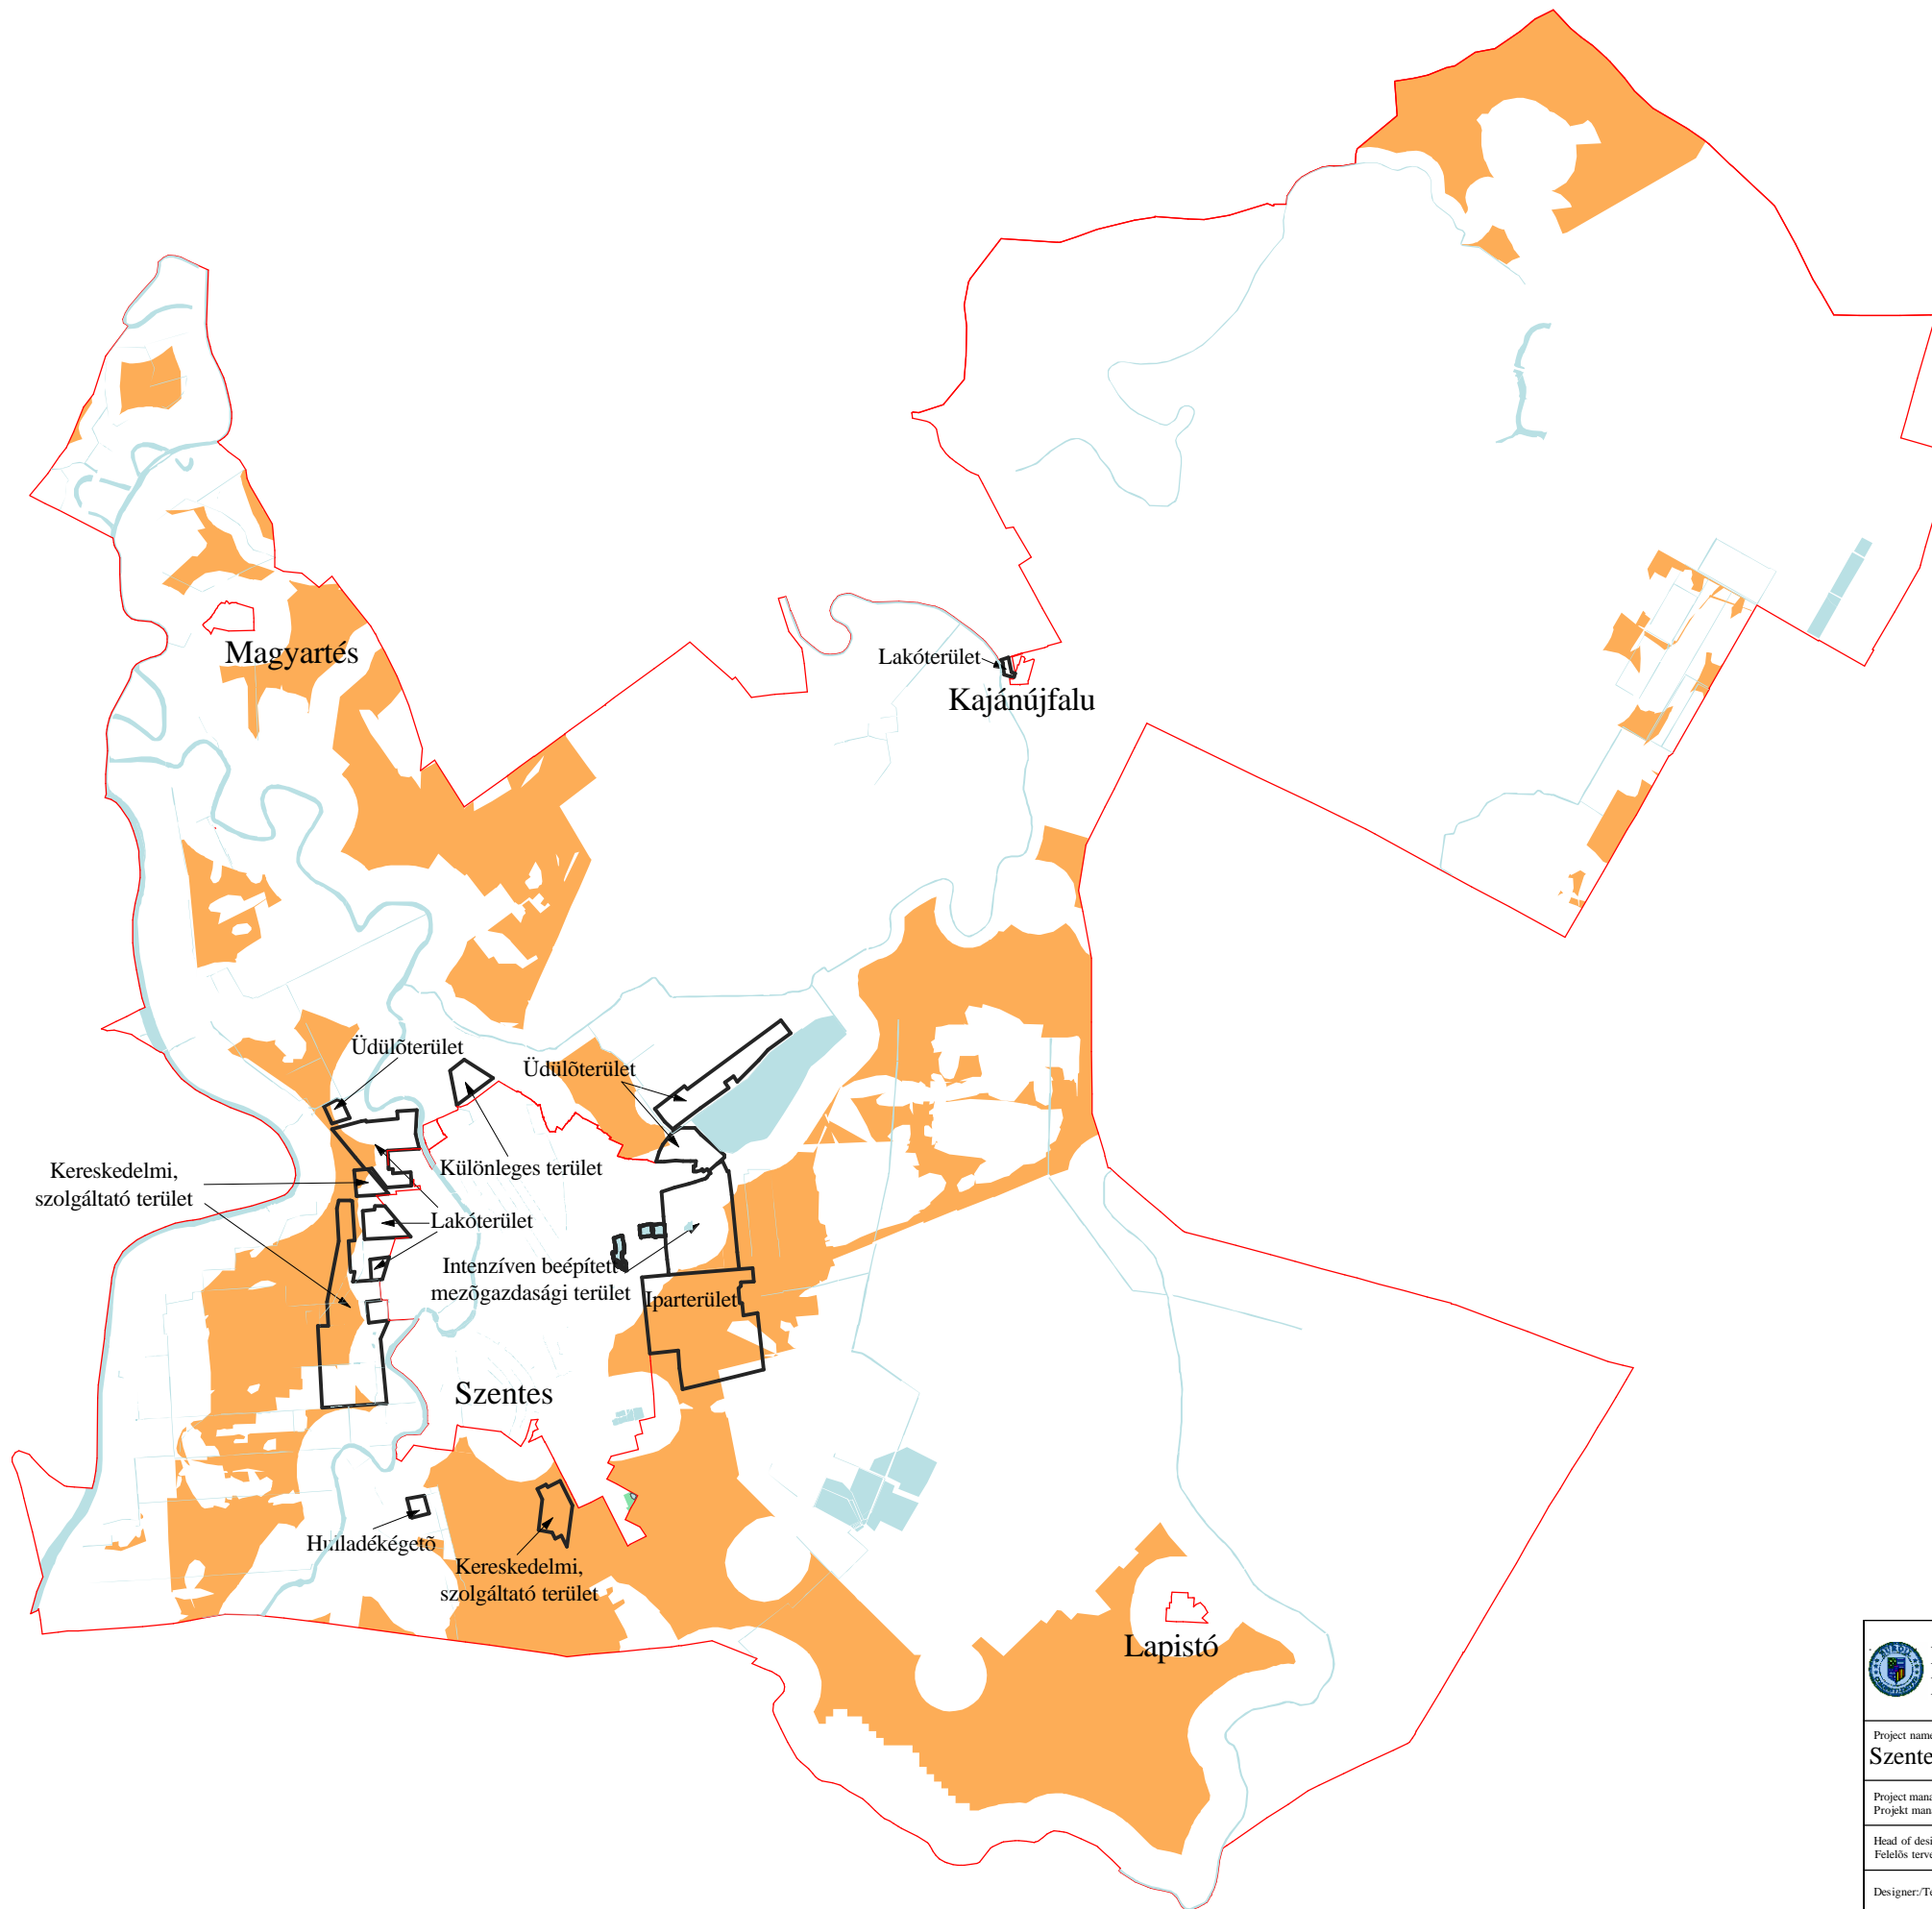 Magyartés
Lakóterület
Kajánújfalu
Üdülõterület
Üdülõterület
Különleges terület
Kereskedelmi,
szolgáltató terület
Lakóterület
Intenzíven beépített
mezõgazdasági terület
Iparterület
Szentes
Hulladékégetõ
Kereskedelmi,
szolgáltató terület
Lapistó
Project name
Szente
Project mana
Projekt man
Head of desi
Felelõs terve
Designer:/Te